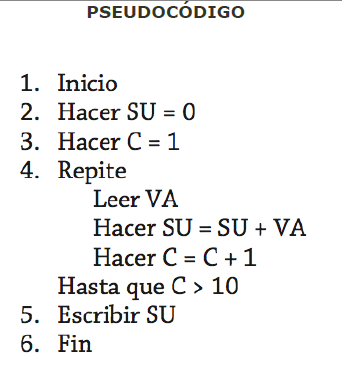 PSEUDOCÓDIGO
1. Inicio
2. Hacer SU = 0
3. Hacer C = 1
4. Repite
Leer VA
Hacer SU = SU + VA
Hacer C = C + 1
Hasta que C > 10
5. Escribir SU
6. Fin